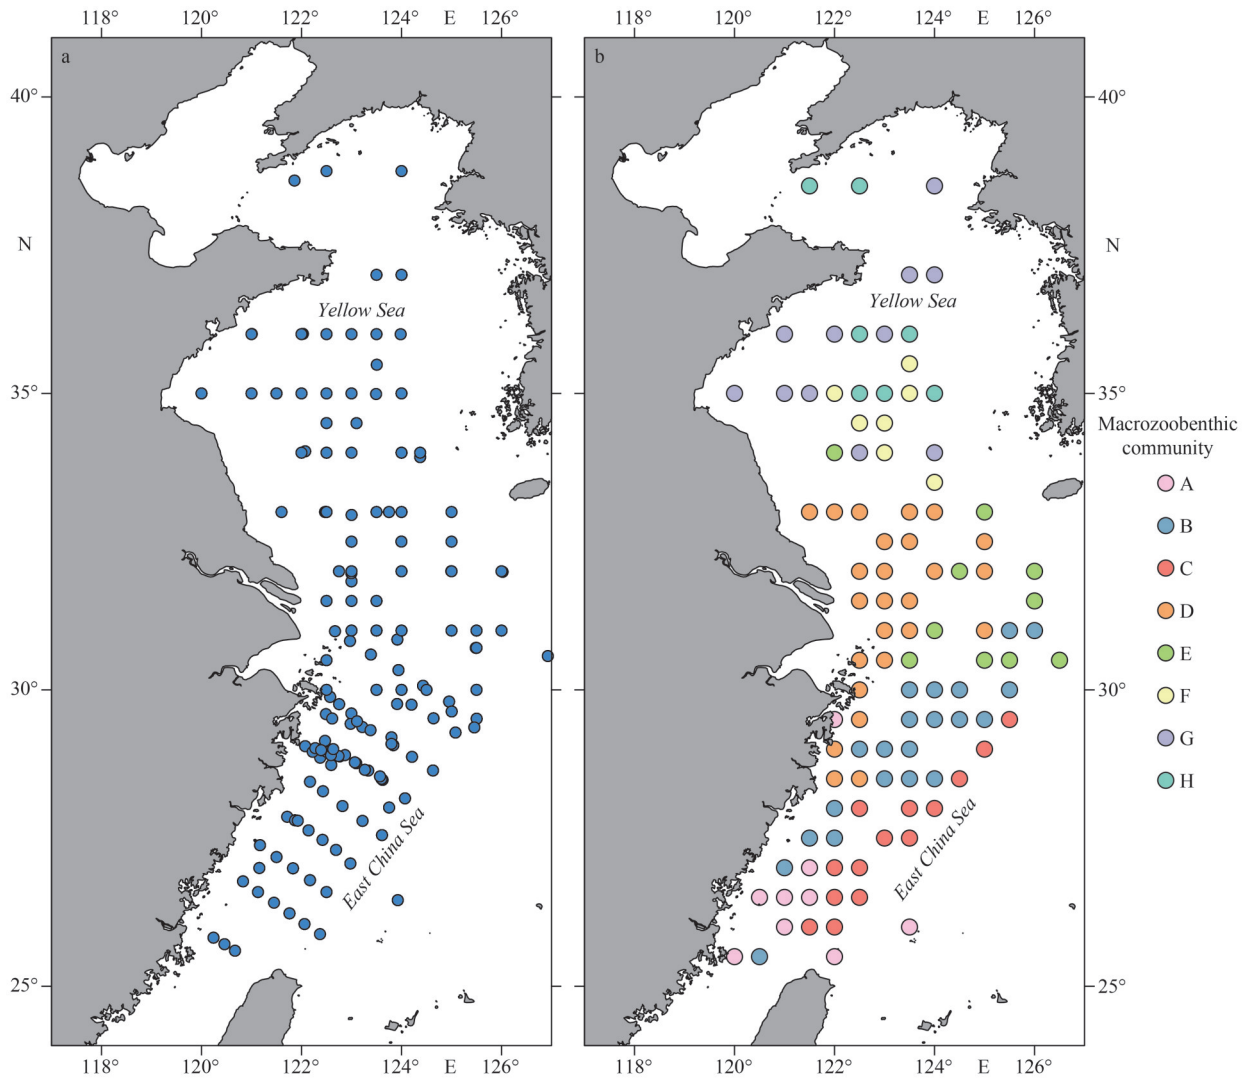 118° 120° 122° 124° E 126°
118° 120° 122° 124° E 126°
a
b
40°
40°
N
N
Yellow Sea
Yellow Sea
35°
35°
Macrozoobenthic
community
A
B
C
D
E
F
G
H
30°
30°
East China Sea
East China Sea
25°
25°
118° 120° 122° 124° E 126°
118° 120° 122° 124° E 126°